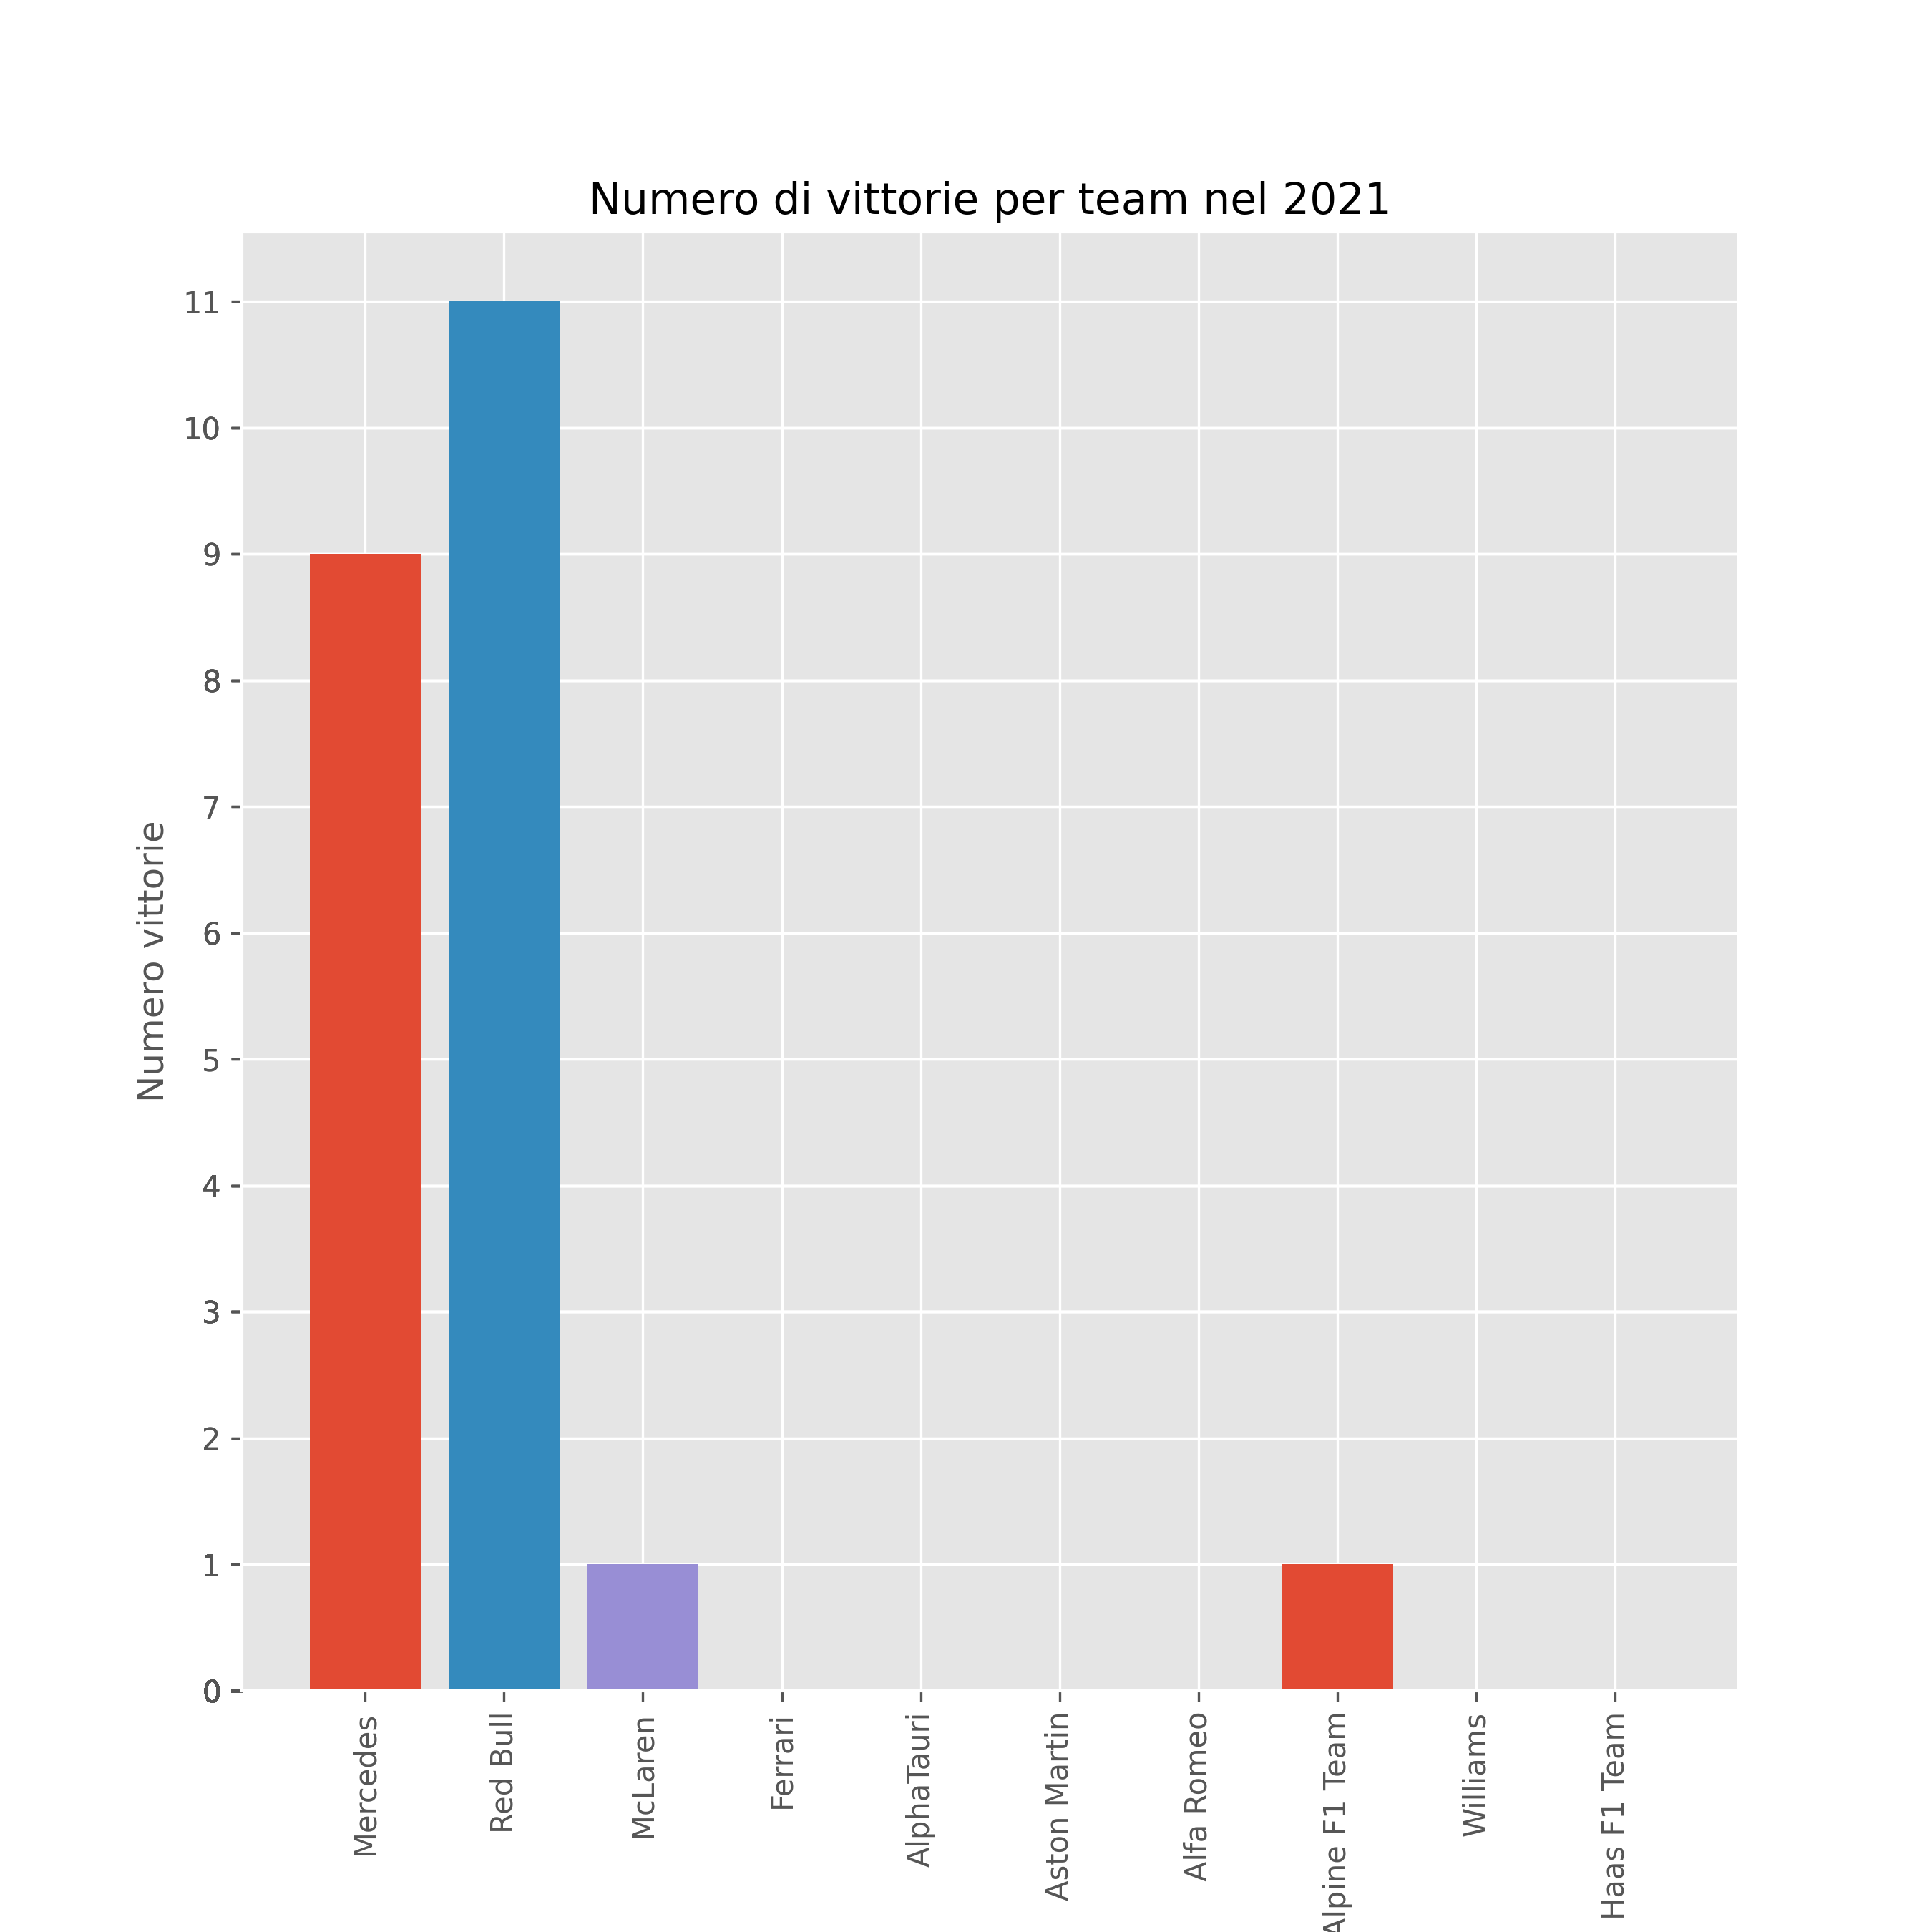 Numero di vittorie per team nel 2021
Numero vittorie
11
10
9
8
7
6
5
4
3
2
1
0
Mercedes
Red Bull
McLaren
Ferrari
AlphaTauri
Aston Martin
Alfa Romeo
Alpine F1 Team
Williams
Haas F1 Team